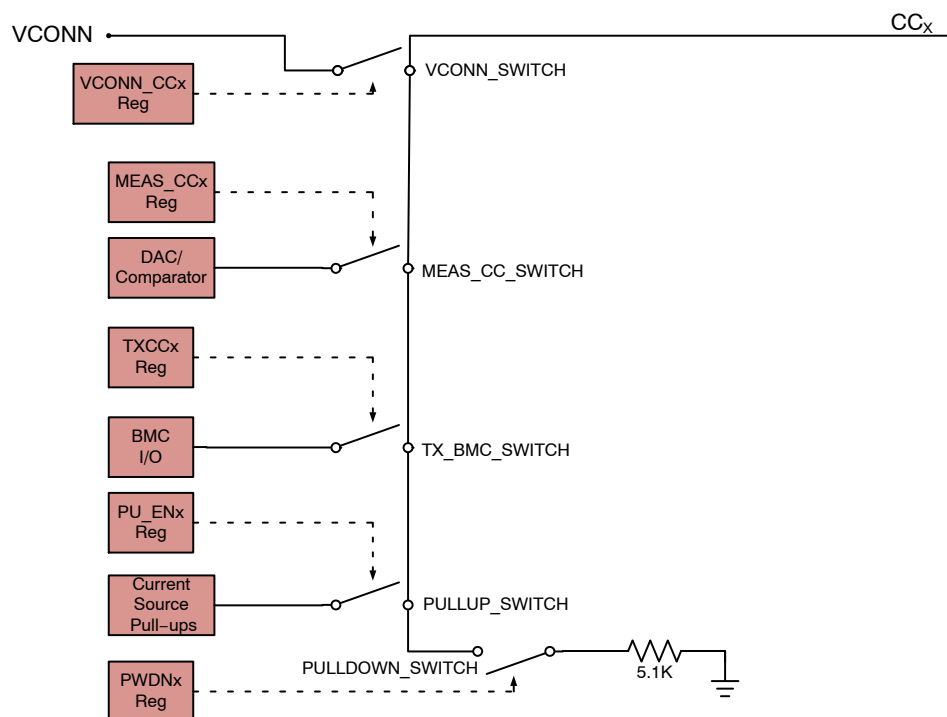 VCONN
CCX
VCONN_SWITCH
VCONN_CCx
Reg
MEAS_CCx
Reg
DAC/
Comparator
MEAS_CC_SWITCH
TXCCx
Reg
BMC
I/O
TX_BMC_SWITCH
PU_ENx
Reg
Current
Source
Pull−ups
PULLUP_SWITCH
PULLDOWN_SWITCH
5.1K
PWDNx
Reg